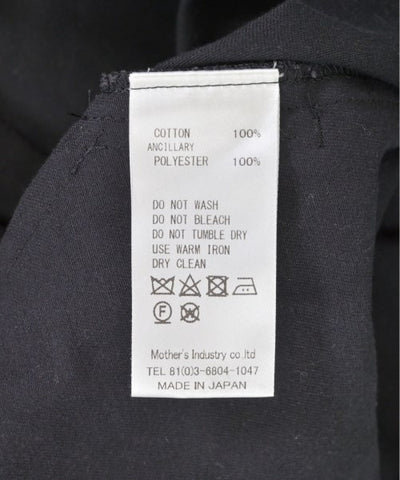 COTTON 100%
ANCILLARY
POLYESTER 100%
DO NOT WASH
DO NOT BLEACH
DO NOT TUMBLE DRY
USE WARM IRON
DRY CLEAN
F W
Mother's Industry co.ltd
TEL 81(0)3-6804-1047
MADE IN JAPAN